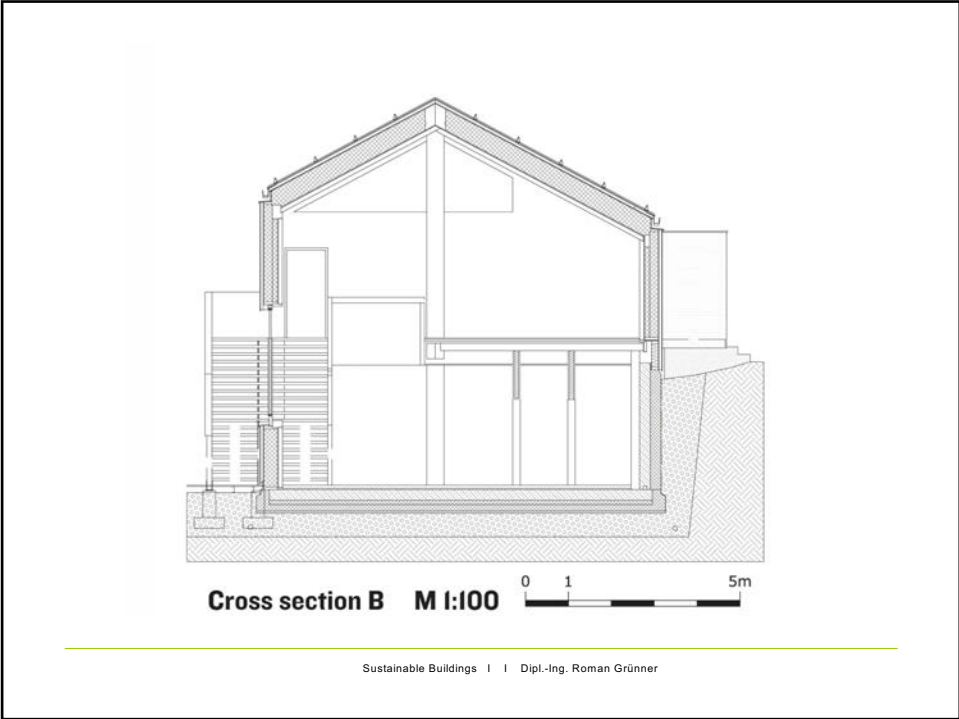 Cross section B M 1:100 0 1 5m
Sustainable Buildings I I Dipl.-Ing. Roman Grünner